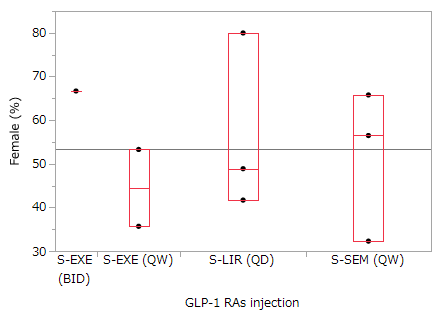 80
70
60
50
40
30
Female (%)
S-EXE (BID)
S-EXE (QW)
S-LIR (QD)
S-SEM (QW)
GLP-1 RAs injection